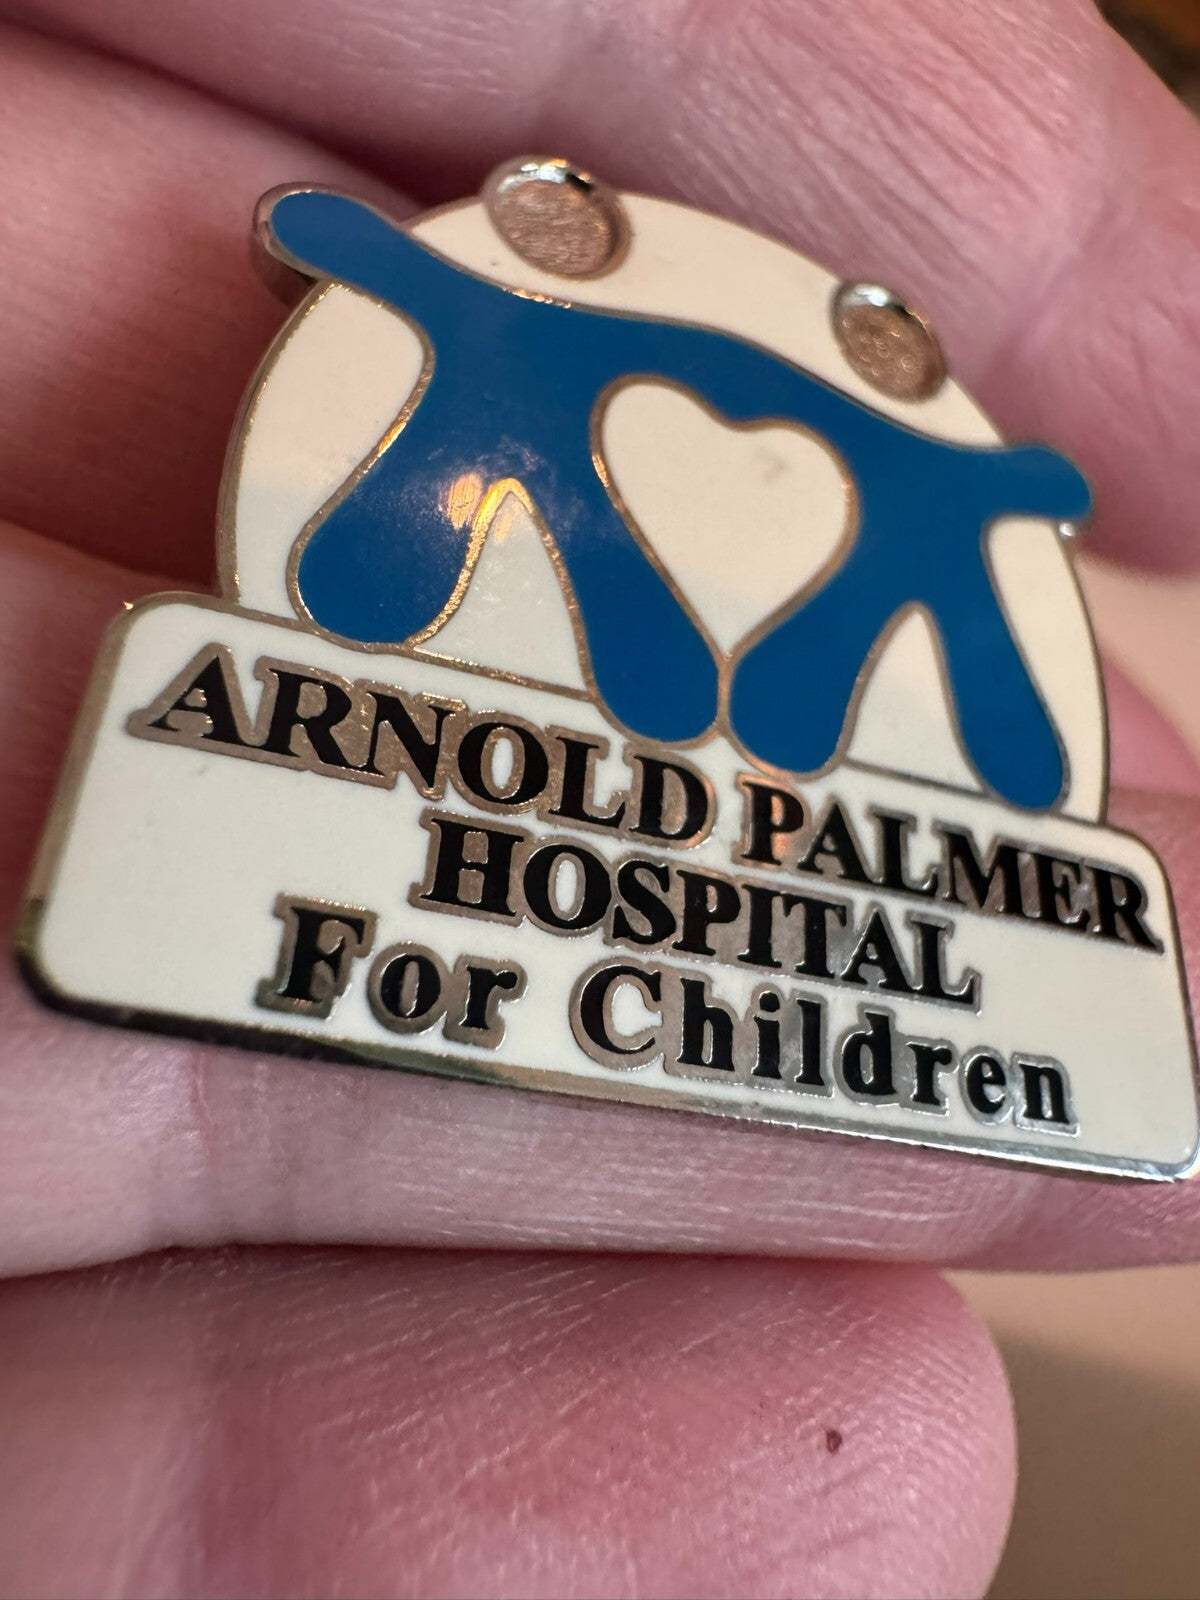 ARNOLD PALMER
HOSPITAL
For Children